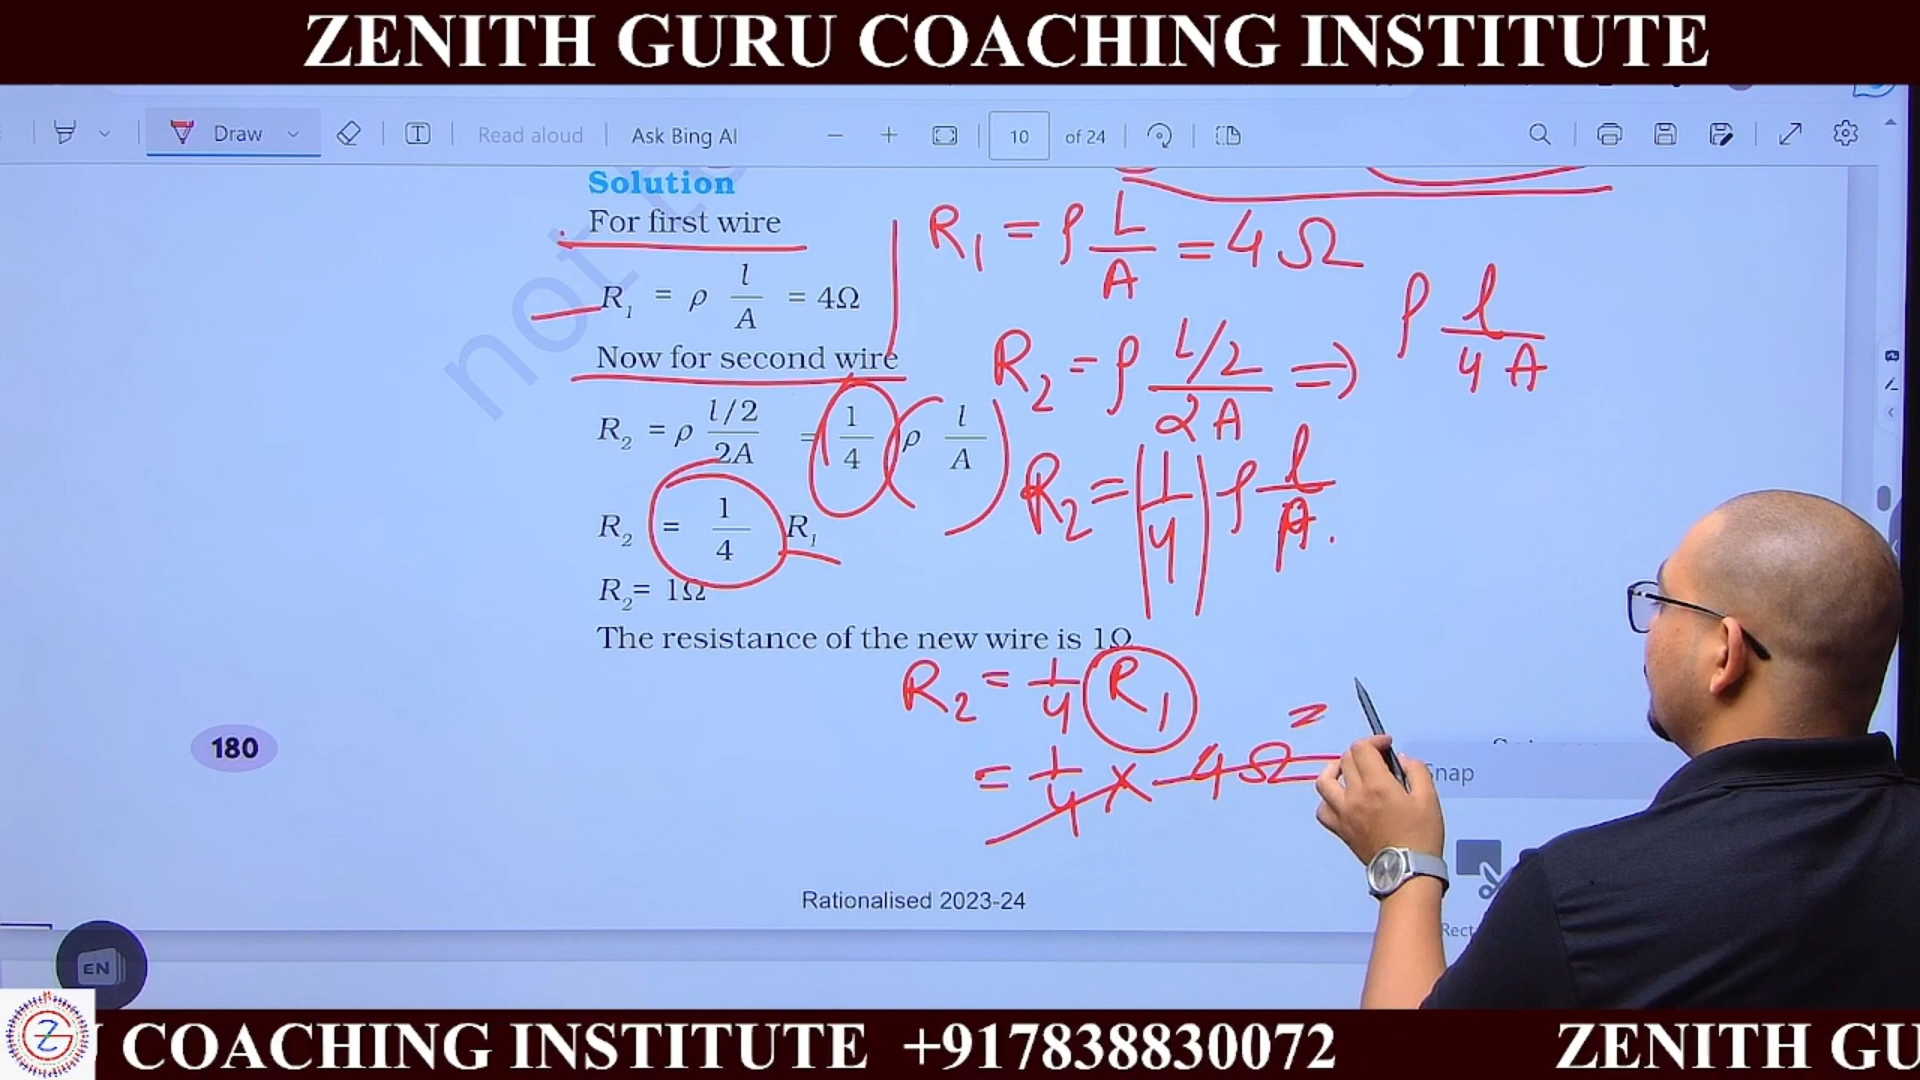 ZENITH GURU COACHING INSTITUTE
Draw
T
Read aloud
Ask Bing AI
10
of 24
Solution
For first wire
R₁ = ρ l/A = 4Ω
R₁ = ρ L/A = 4Ω
Now for second wire
R₂ = ρ L/2/2A ⇒ ρ l/4A
R₂ = ρ l/2/2A = 1/4 ρ l/A
R₂ = 1/4 ρ l/A.
R₂ = 1/4 R₁
R₂= 1Ω
The resistance of the new wire is 1Ω
R₂ = 1/4 R₁
= 1/4 × 4Ω =
180
Snap
Rationalised 2023-24
Rect
EN
ZG
COACHING INSTITUTE +917838830072
ZENITH GU